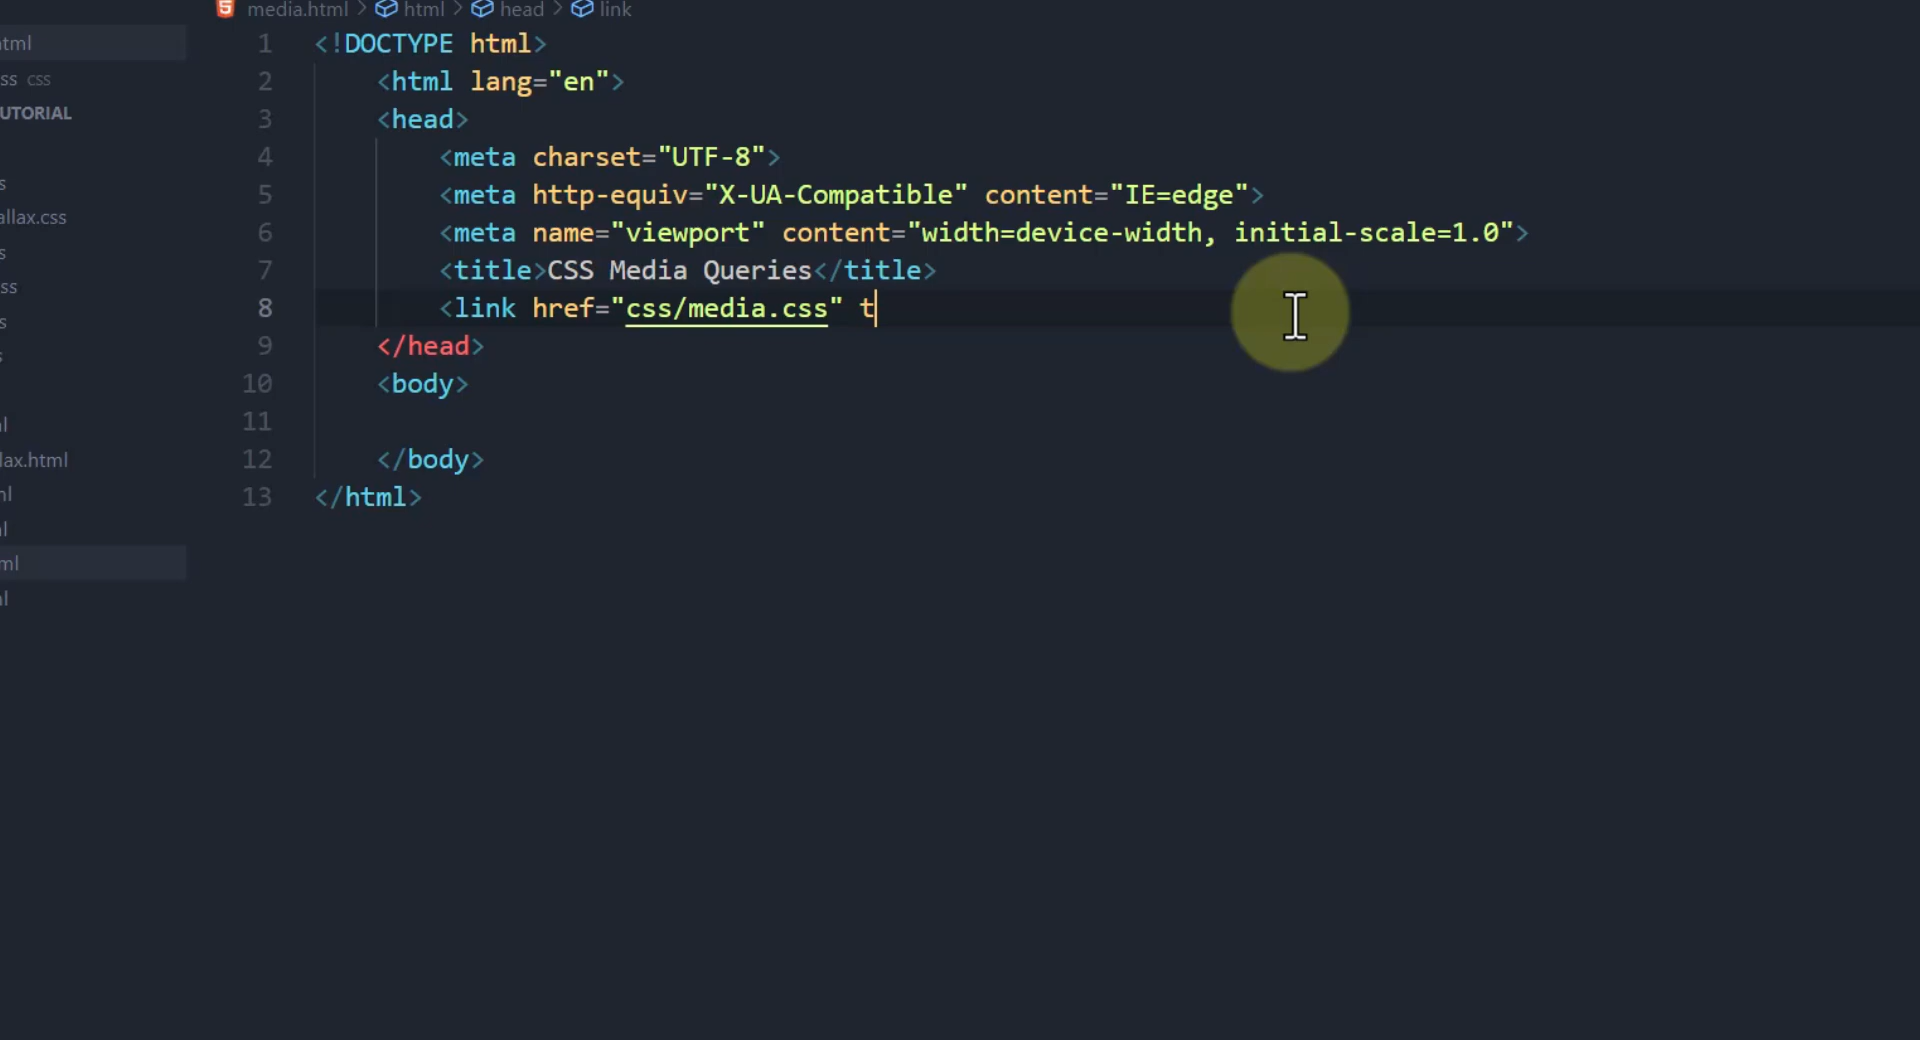 media.html > html > head > link
tml
ss css
UTORIAL
s
allax.css
s
ss
s
s
l
lax.html
ml
l
ml
l
1 <!DOCTYPE html>
2 <html lang="en">
3 <head>
4 <meta charset="UTF-8">
5 <meta http-equiv="X-UA-Compatible" content="IE=edge">
6 <meta name="viewport" content="width=device-width, initial-scale=1.0">
7 <title>CSS Media Queries</title>
8 <link href="css/media.css" t
9 </head>
10 <body>
11
12 </body>
13 </html>